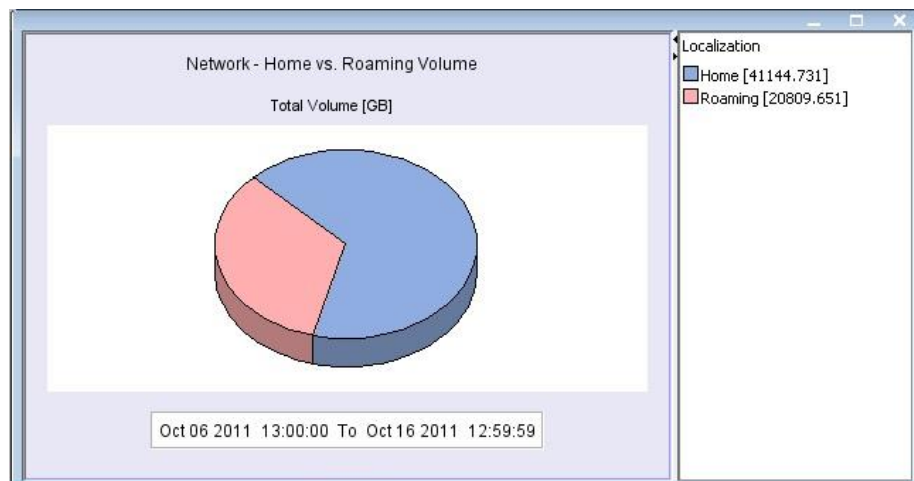 Network - Home vs. Roaming Volume
Total Volume [GB]
Oct 06 2011 13:00:00 To Oct 16 2011 12:59:59
Localization
Home [41144.731]
Roaming [20809.651]